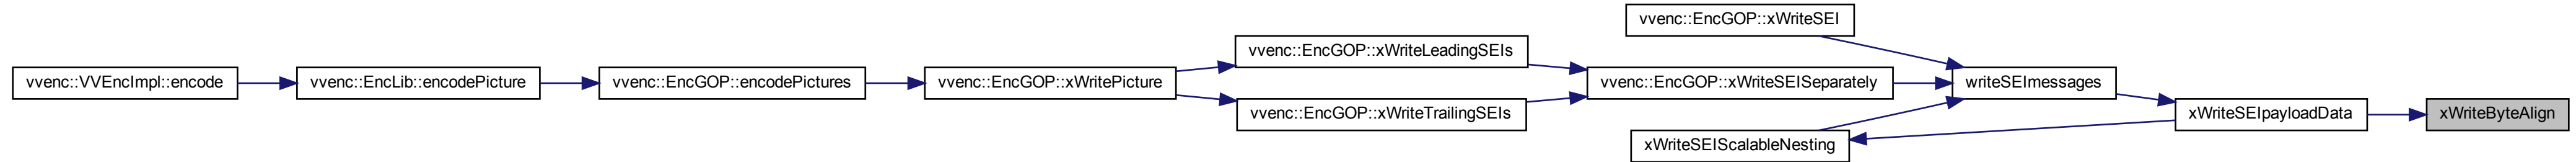 vvenc::VVEncImpl::encode
vvenc::EncLib::encodePicture
vvenc::EncGOP::encodePictures
vvenc::EncGOP::xWritePicture
vvenc::EncGOP::xWriteLeadingSEIs
vvenc::EncGOP::xWriteTrailingSEIs
vvenc::EncGOP::xWriteSEI
vvenc::EncGOP::xWriteSEISeparately
xWriteSEIScalableNesting
writeSEImessages
xWriteSEIpayloadData
xWriteByteAlign